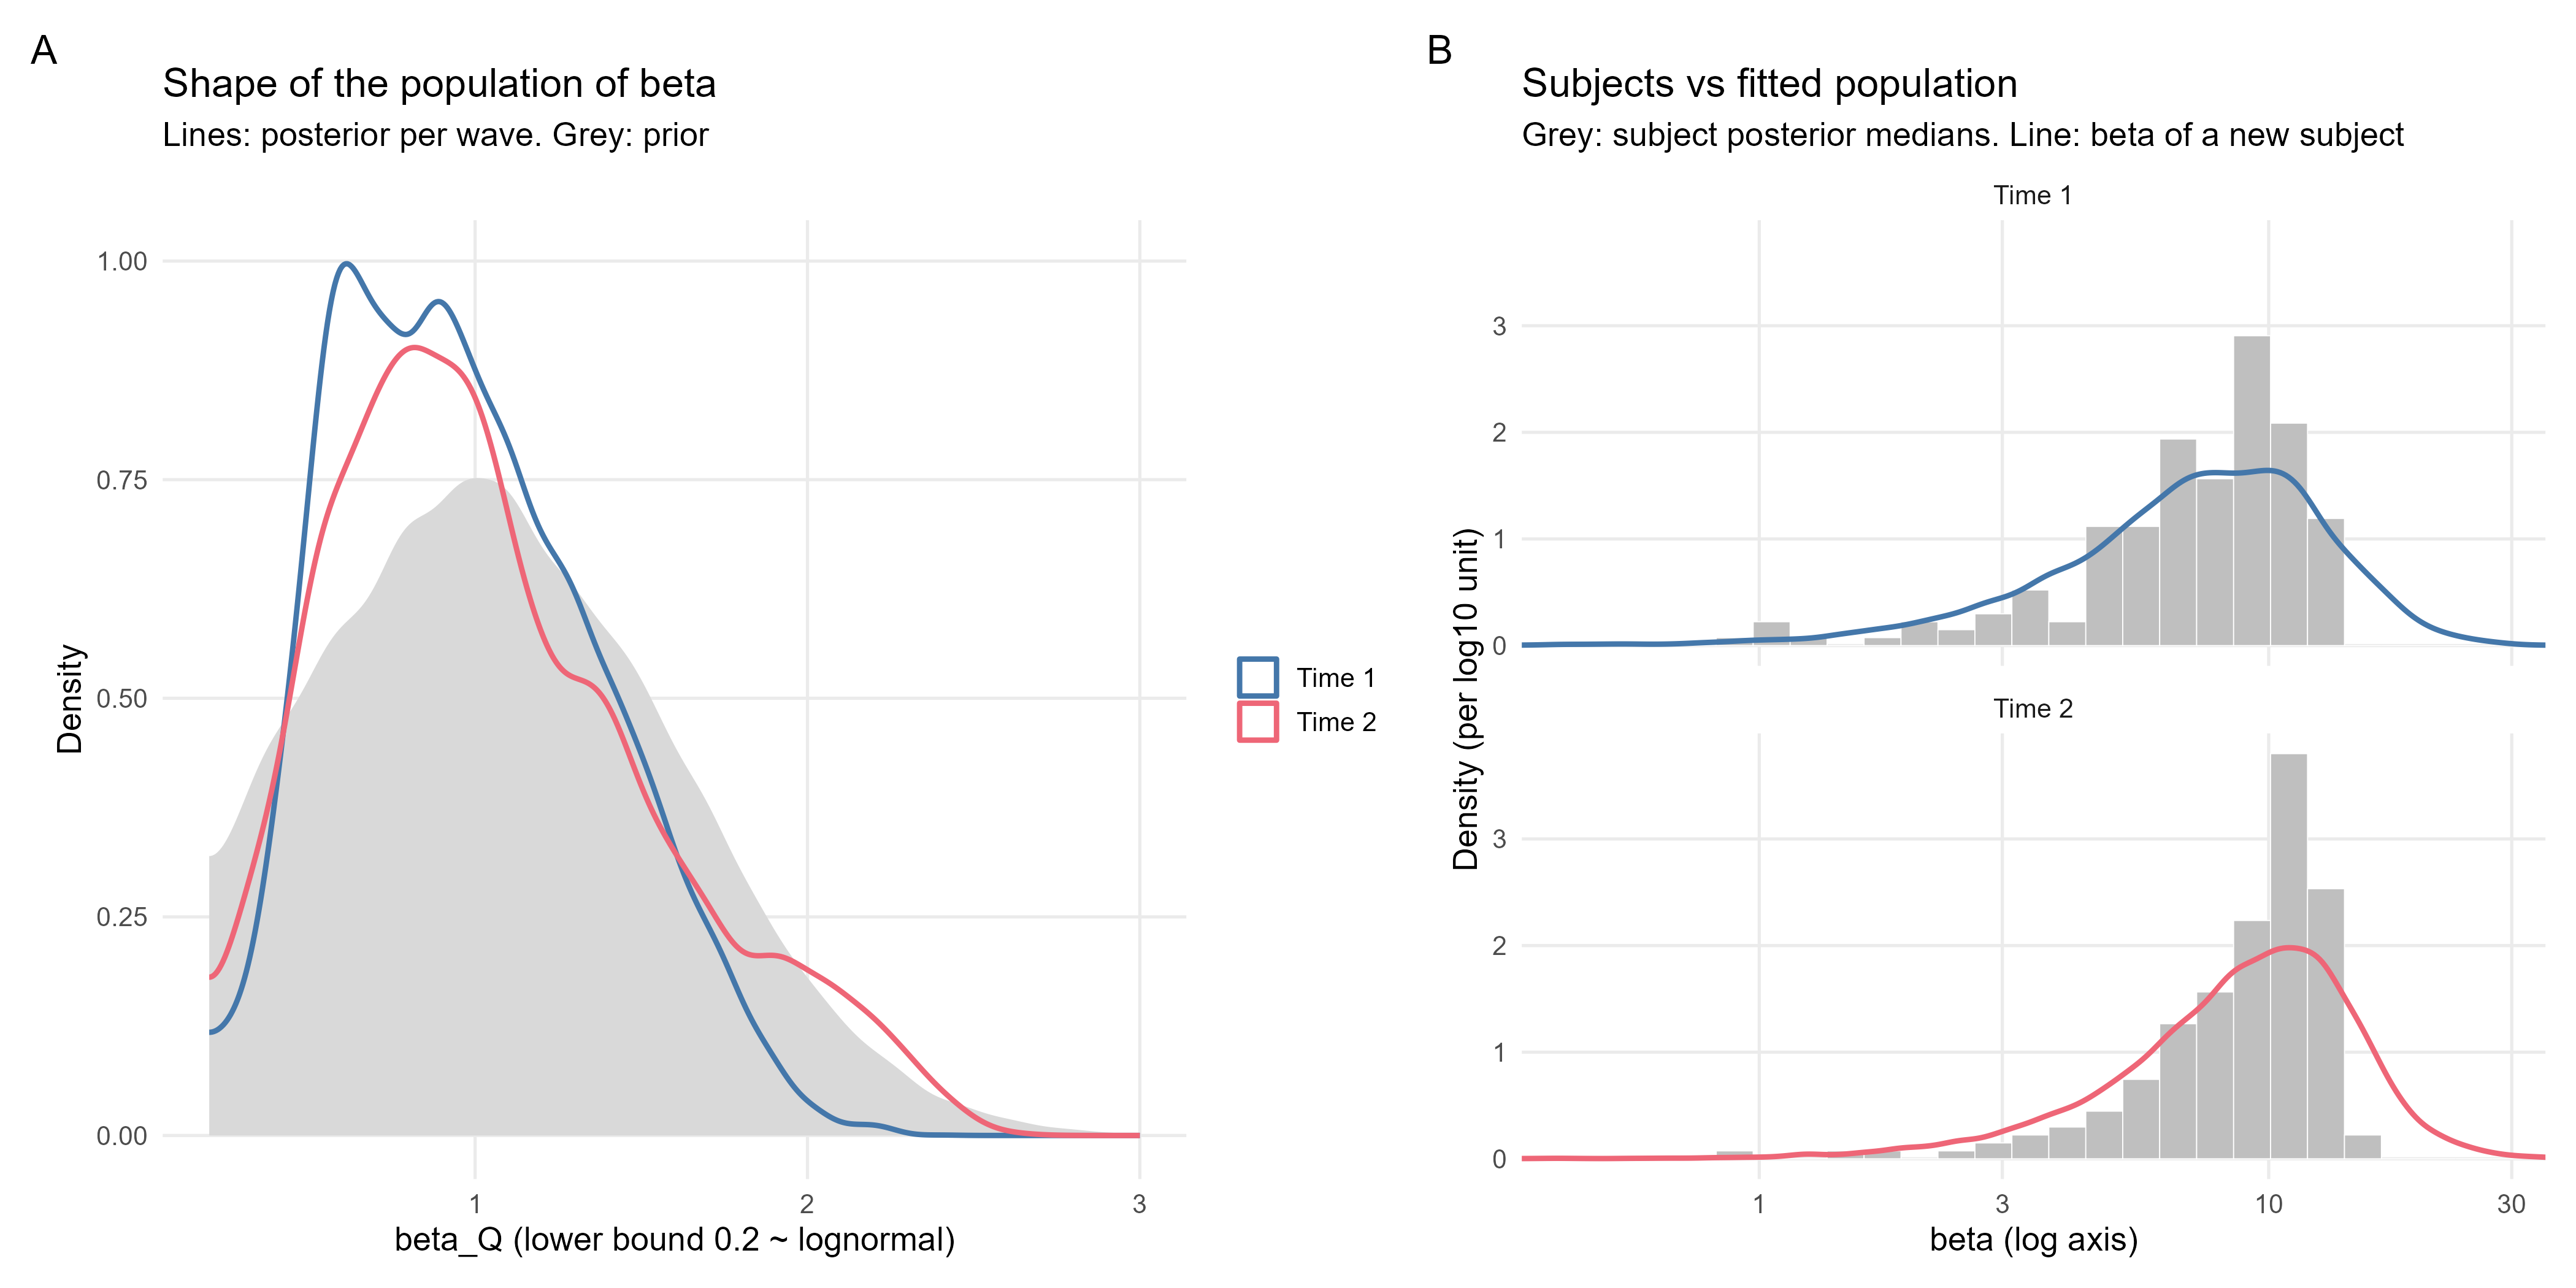 A
Shape of the population of beta
Lines: posterior per wave. Grey: prior
1.00
0.75
0.50
0.25
0.00
Density
1
2
3
beta_Q (lower bound 0.2 ~ lognormal)
Time 1
Time 2
B
Subjects vs fitted population
Grey: subject posterior medians. Line: beta of a new subject
Time 1
3
2
1
0
Density (per log10 unit)
Time 2
3
2
1
0
1
3
10
30
beta (log axis)